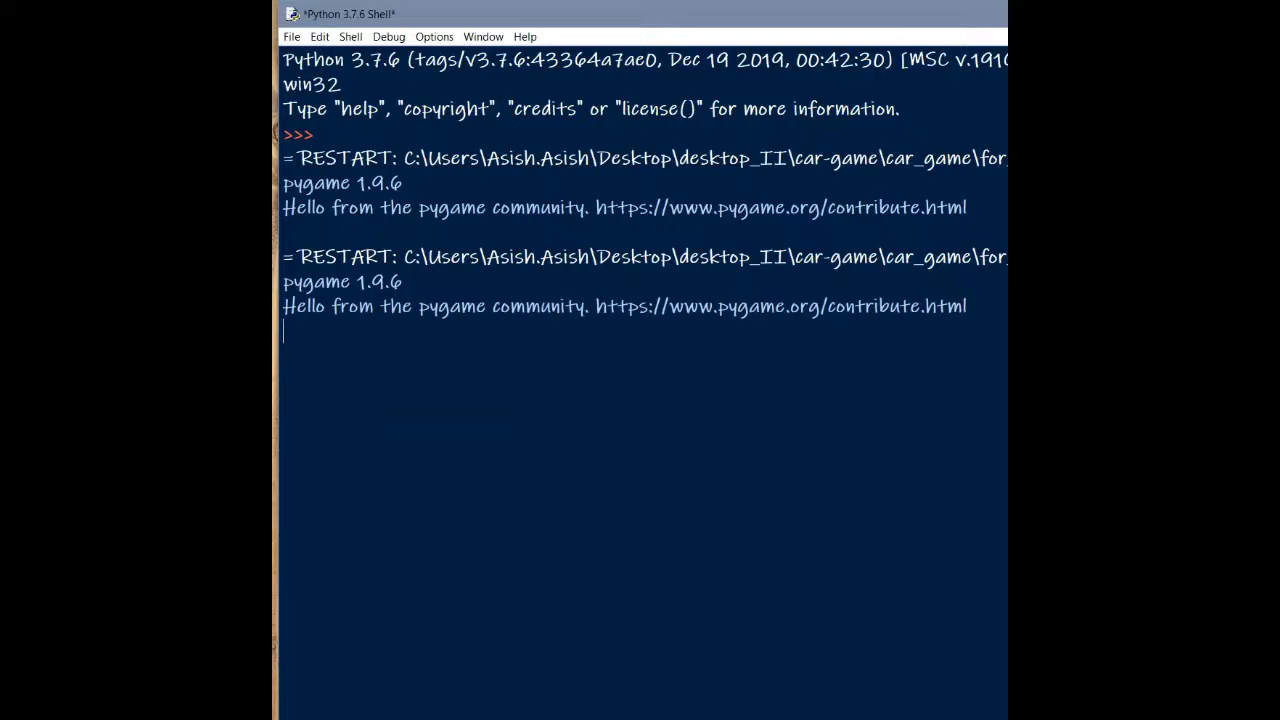 *Python 3.7.6 Shell*
File Edit Shell Debug Options Window Help
Python 3.7.6 (tags/v3.7.6:43364a7ae0, Dec 19 2019, 00:42:30) [MSC v.191
win32
Type "help", "copyright", "credits" or "license()" for more information.
>>>
= RESTART: C:\Users\Asish.Asish\Desktop\desktop_II\car-game\car_game\for_
pygame 1.9.6
Hello from the pygame community. https://www.pygame.org/contribute.html
= RESTART: C:\Users\Asish.Asish\Desktop\desktop_II\car-game\car_game\for_
pygame 1.9.6
Hello from the pygame community. https://www.pygame.org/contribute.html